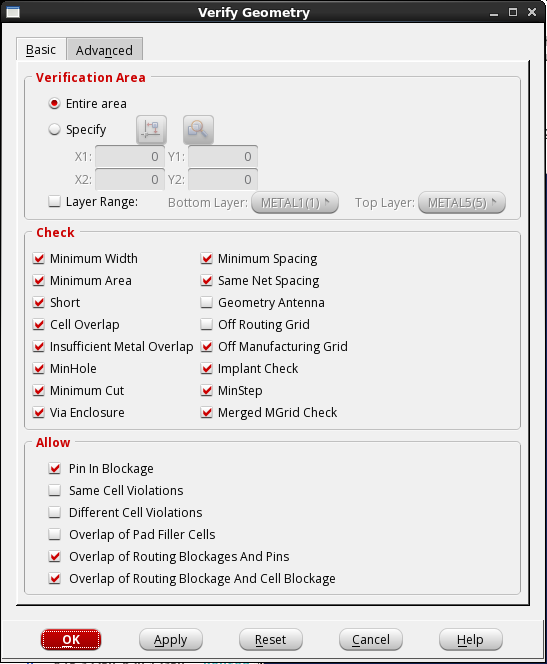 Verify Geometry
Basic Advanced
Verification Area
Entire area
Specify
X1: 0 Y1: 0
X2: 0 Y2: 0
Layer Range: Bottom Layer: METAL1(1) Top Layer: METAL5(5)
Check
Minimum Width Minimum Spacing
Minimum Area Same Net Spacing
Short Geometry Antenna
Cell Overlap Off Routing Grid
Insufficient Metal Overlap Off Manufacturing Grid
MinHole Implant Check
Minimum Cut MinStep
Via Enclosure Merged MGrid Check
Allow
Pin In Blockage
Same Cell Violations
Different Cell Violations
Overlap of Pad Filler Cells
Overlap of Routing Blockages And Pins
Overlap of Routing Blockage And Cell Blockage
OK Apply Reset Cancel Help